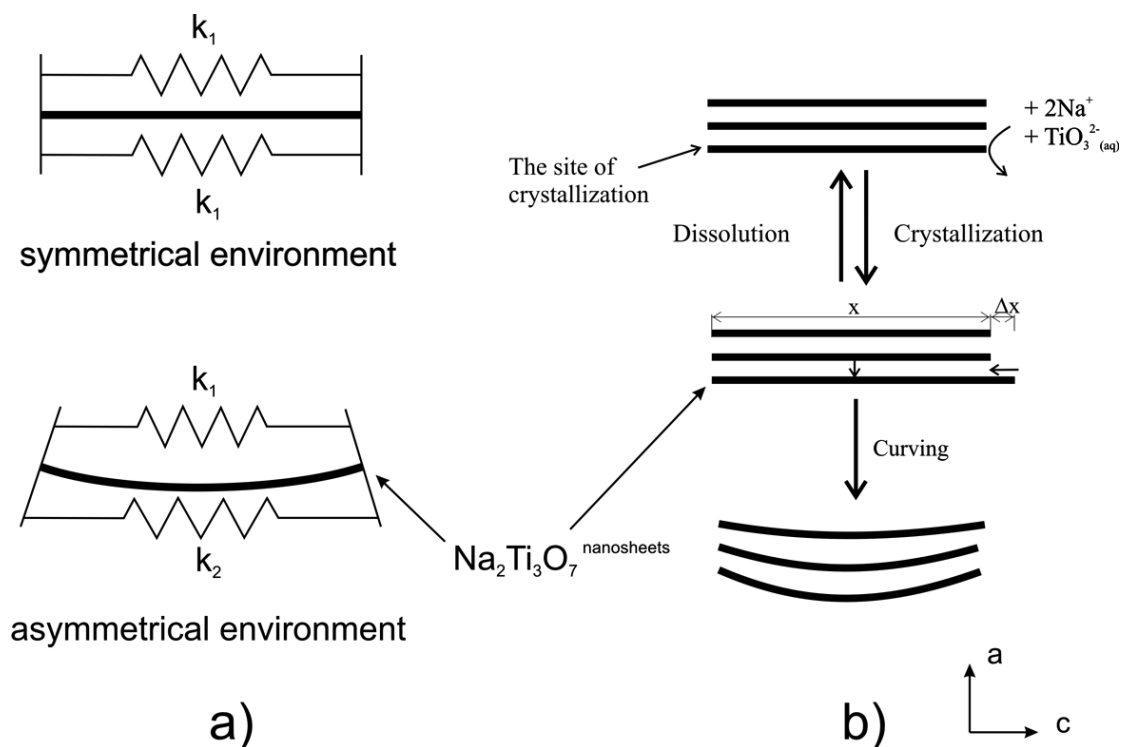 k₁
k₁
symmetrical environment
k₁
k₂
asymmetrical environment
a)
+ 2Na⁺
+ TiO₃²⁻(aq)
The site of
crystallization
Dissolution
Crystallization
x
Δx
Curving
Na₂Ti₃O₇ nanosheets
b)
a
c